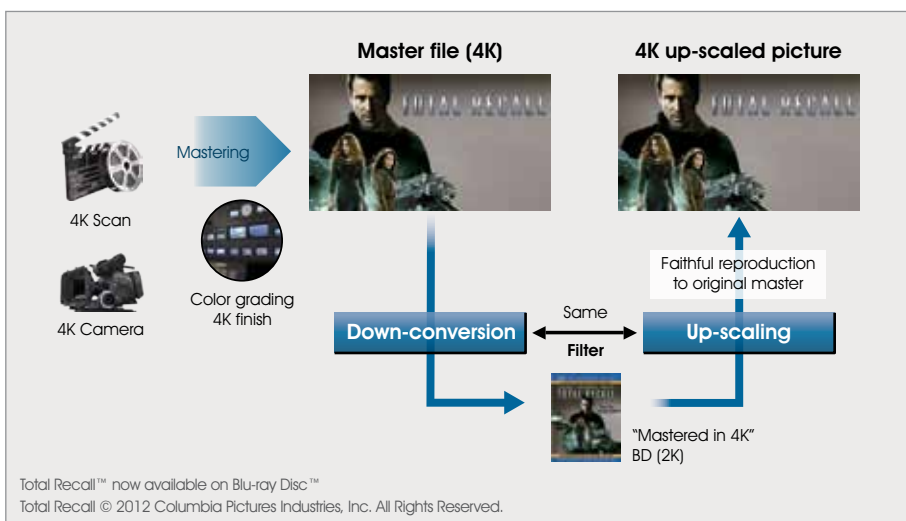 Master file (4K)
4K up-scaled picture
TOTAL RECALL
TOTAL RECALL
Mastering
4K Scan
Color grading
4K finish
4K Camera
Faithful reproduction
to original master
Down-conversion
Same
Filter
Up-scaling
TOTAL RECALL
"Mastered in 4K"
BD (2K)
Total Recall™ now available on Blu-ray Disc™
Total Recall © 2012 Columbia Pictures Industries, Inc. All Rights Reserved.